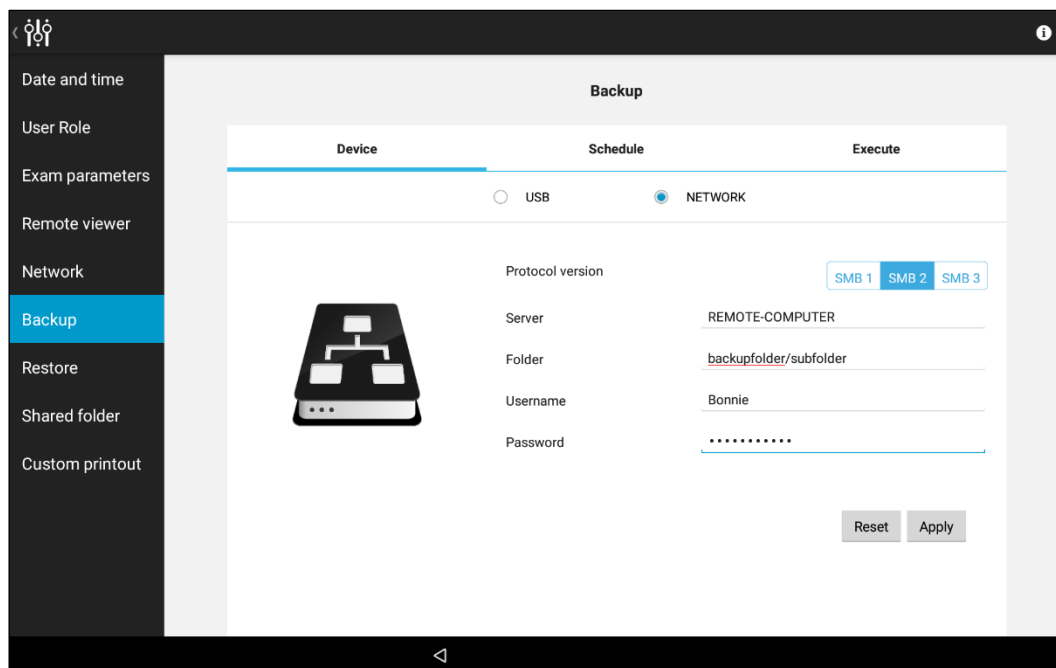 Date and time
User Role
Exam parameters
Remote viewer
Network
Backup
Restore
Shared folder
Custom printout
Backup
Device Schedule Execute
USB NETWORK
Protocol version SMB 1 SMB 2 SMB 3
Server REMOTE-COMPUTER
Folder backupfolder/subfolder
Username Bonnie
Password •••••••••••
Reset Apply